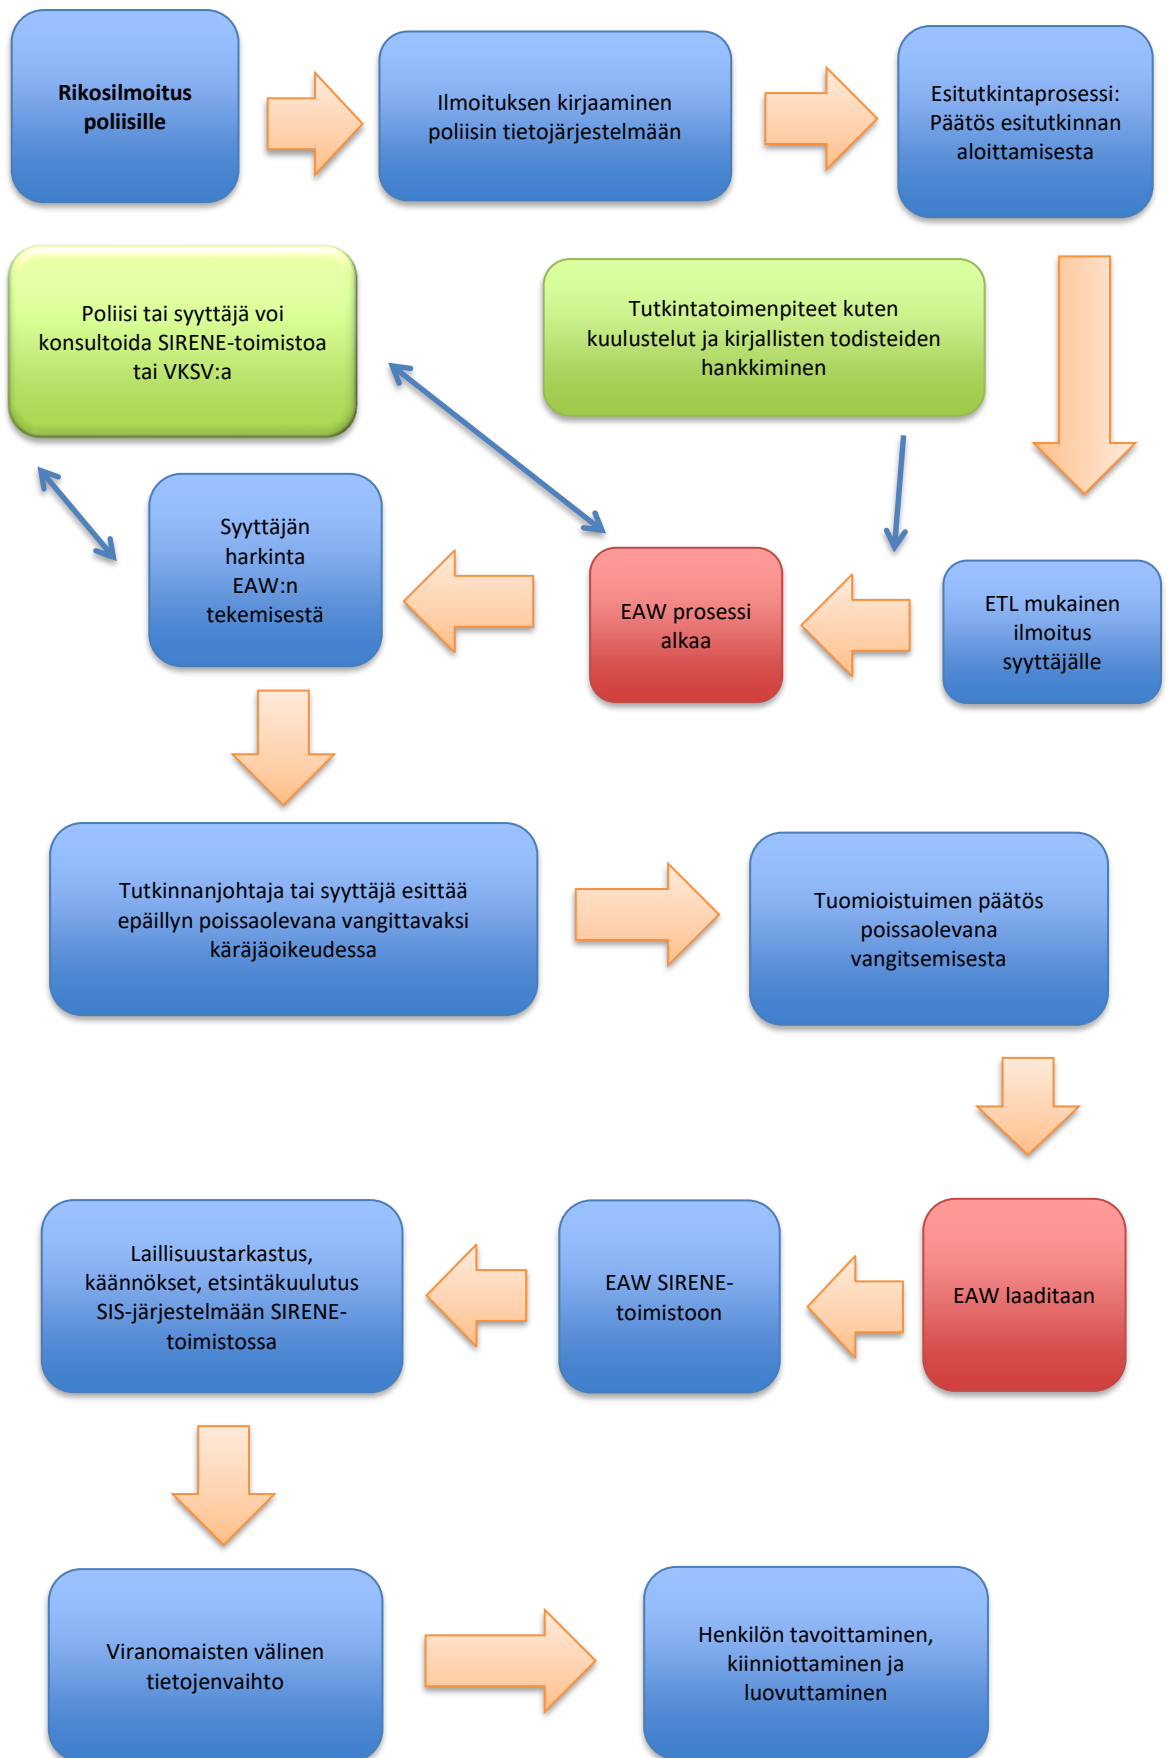 Rikosilmoitus
poliisille
Ilmoituksen kirjaaminen
poliisin tietojärjestelmään
Esitutkintaprosessi:
Päätös esitutkinnan
aloittamisesta
Poliisi tai syyttäjä voi
konsultoida SIRENE-toimistoa
tai VKSV:a
Tutkintatoimenpiteet kuten
kuulustelut ja kirjallisten todisteiden
hankkiminen
Syyttäjän
harkinta
EAW:n
tekemisestä
EAW prosessi
alkaa
ETL mukainen
ilmoitus
syyttäjälle
Tutkinnanjohtaja tai syyttäjä esittää
epäillyn poissaolevana vangittavaksi
käräjäoikeudessa
Tuomioistuimen päätös
poissaolevana
vangitsemisesta
Laillisuustarkastus,
käännökset, etsintäkuulutus
SIS-järjestelmään SIRENE-
toimistossa
EAW SIRENE-
toimistoon
EAW laaditaan
Viranomaisten välinen
tietojenvaihto
Henkilön tavoittaminen,
kiinniottaminen ja
luovuttaminen